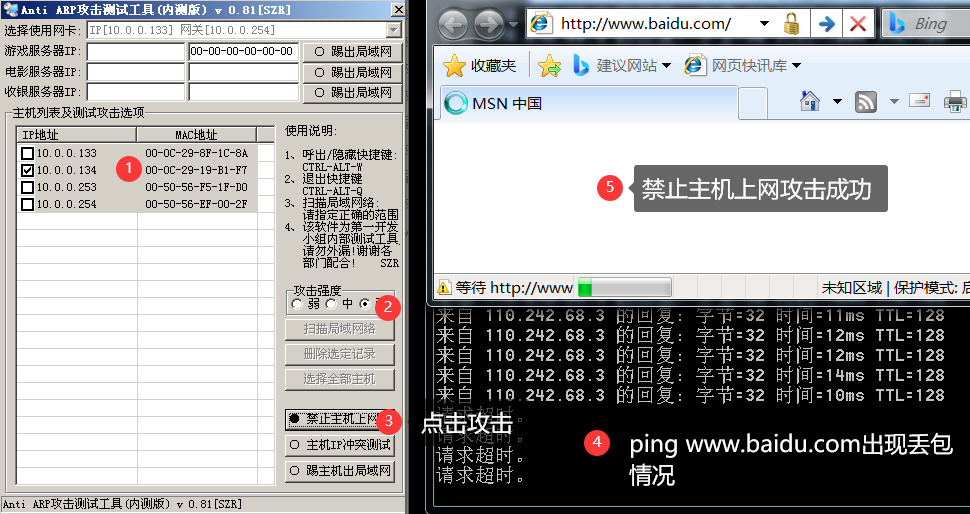 Anti ARP攻击测试工具(内测版) v 0.81[SZR]
选择使用网卡: IP[10.0.0.133] 网关[10.0.0.254]
游戏服务器IP: 00-00-00-00-00-00 踢出局域网
电影服务器IP: 踢出局域网
收银服务器IP: 踢出局域网
主机列表及测试攻击选项
IP地址 MAC地址
10.0.0.133 00-0C-29-8F-1C-8A
10.0.0.134 00-0C-29-19-B1-F7
10.0.0.253 00-50-56-F5-1F-D0
10.0.0.254 00-50-56-EF-00-2F
1
使用说明:
1、呼出/隐藏快捷键:
CTRL-ALT-W
2、退出快捷键
CTRL-ALT-Q
3、扫描局域网络:
请指定正确的范围
4、该软件为第一开发
小组内部测试工具,
请勿外漏!谢谢各
部门配合! SZR
攻击强度
弱 中
2
扫描局域网络
删除选定记录
选择全部主机
禁止主机上网
3
点击攻击
主机IP冲突测试
踢主机出局域网
Anti ARP攻击测试工具(内测版) v 0.81[SZR]
http://www.baidu.com/
Bing
收藏夹 建议网站 网页快讯库
MSN 中国
5 禁止主机上网攻击成功
等待 http://www 未知区域 | 保护模式:
来自 110.242.68.3 的回复: 字节=32 时间=11ms TTL=128
来自 110.242.68.3 的回复: 字节=32 时间=12ms TTL=128
来自 110.242.68.3 的回复: 字节=32 时间=12ms TTL=128
来自 110.242.68.3 的回复: 字节=32 时间=14ms TTL=128
来自 110.242.68.3 的回复: 字节=32 时间=10ms TTL=128
请求超时。
请求超时。
请求超时。
请求超时。
4 ping www.baidu.com出现丢包
情况